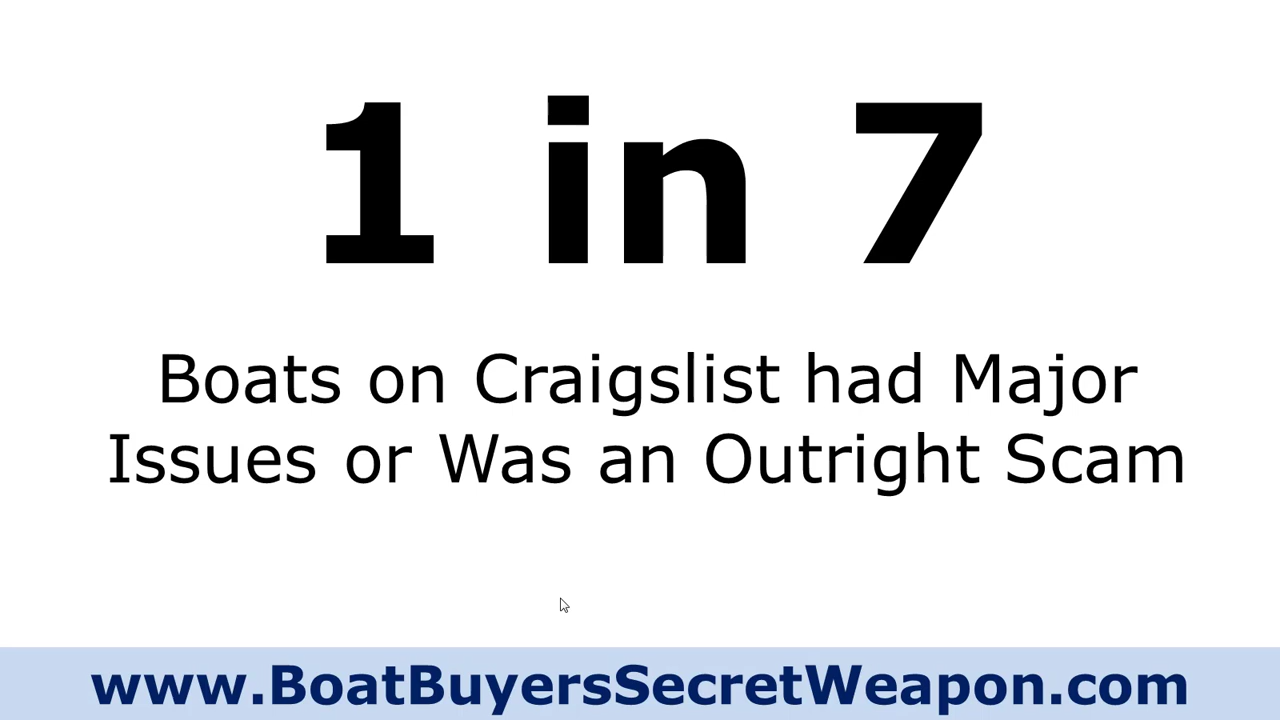 1 in 7
Boats on Craigslist had Major
Issues or Was an Outright Scam
www.BoatBuyersSecretWeapon.com